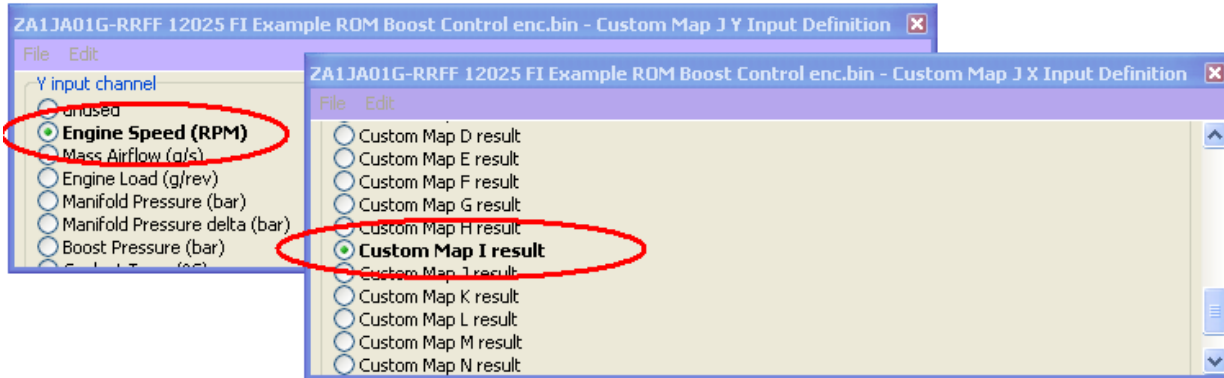 ZA1JA01G-RRFF 12025 FI Example ROM Boost Control enc.bin - Custom Map J Y Input Definition
File Edit
Y input channel
unused
Engine Speed (RPM)
Mass Airflow (g/s)
Engine Load (g/rev)
Manifold Pressure (bar)
Manifold Pressure delta (bar)
Boost Pressure (bar)
ZA1JA01G-RRFF 12025 FI Example ROM Boost Control enc.bin - Custom Map J X Input Definition
File Edit
Custom Map D result
Custom Map E result
Custom Map F result
Custom Map G result
Custom Map H result
Custom Map I result
Custom Map J result
Custom Map K result
Custom Map L result
Custom Map M result
Custom Map N result